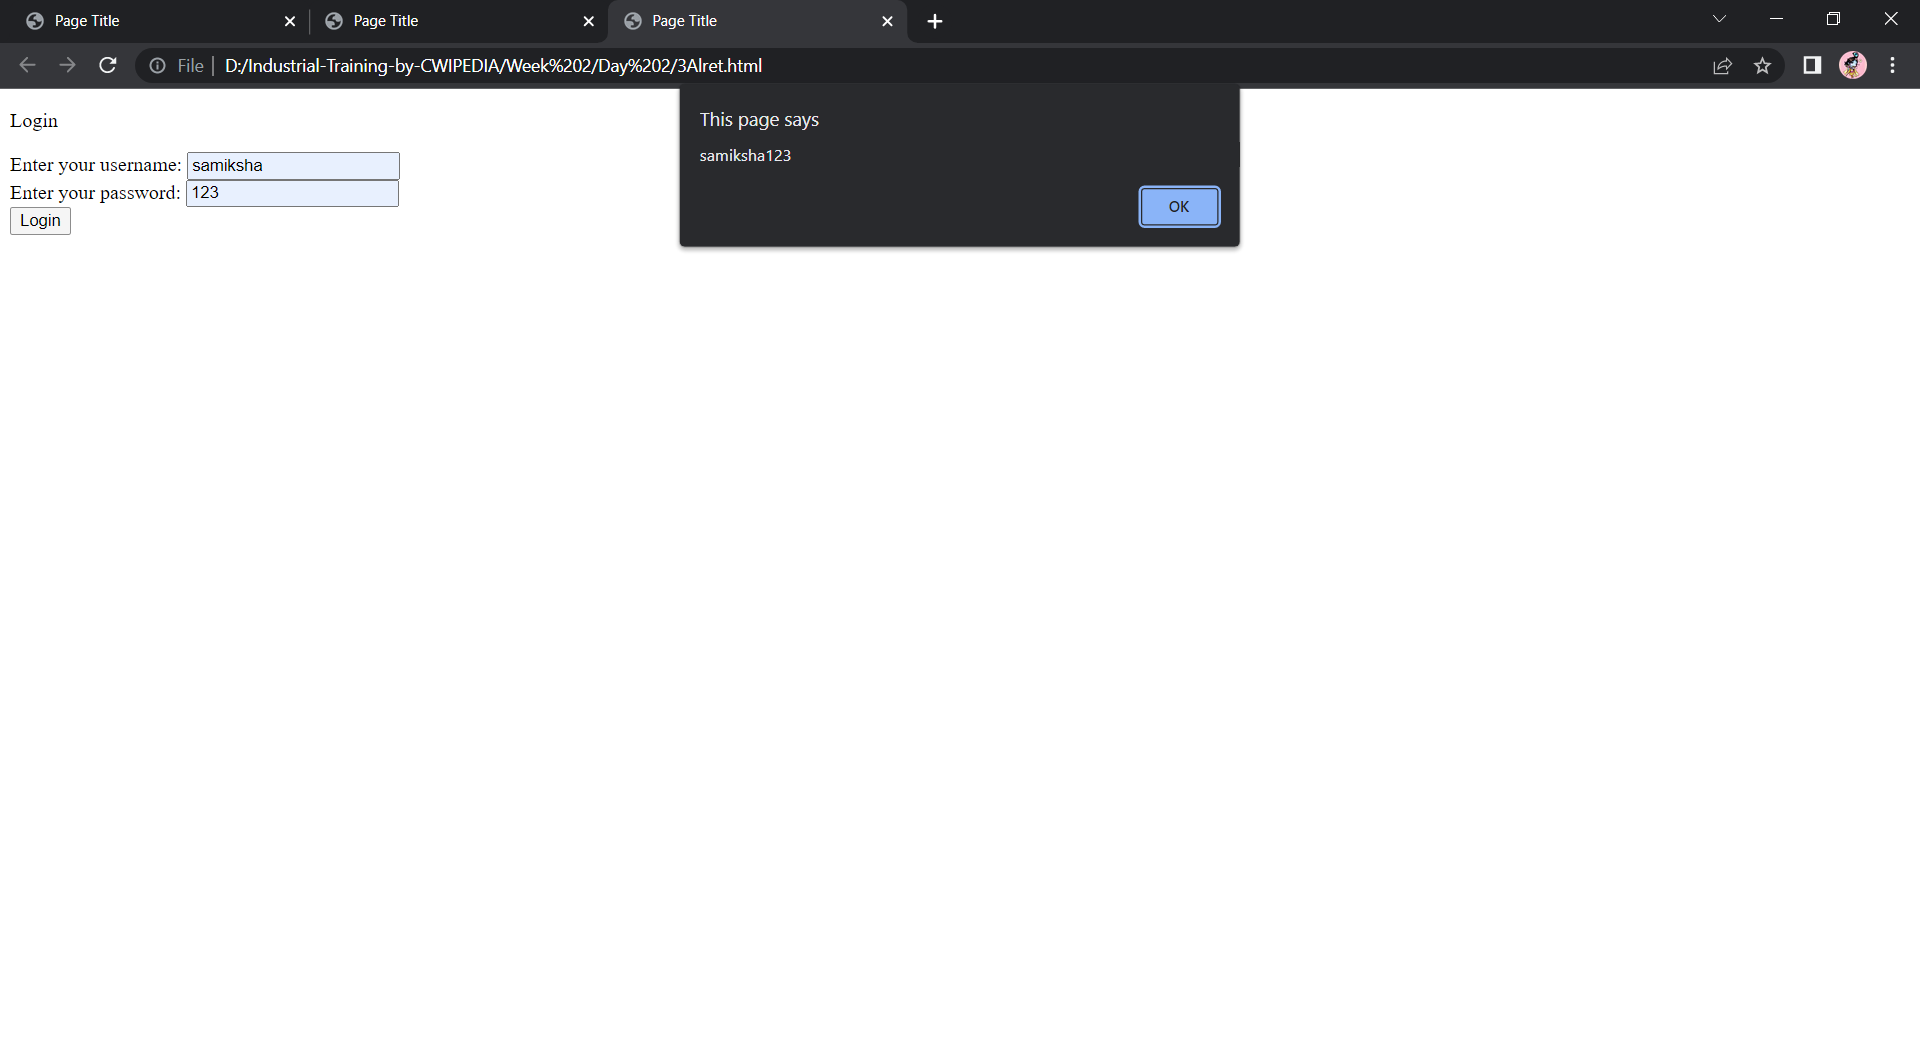 Page Title Page Title Page Title
File D:/Industrial-Training-by-CWIPEDIA/Week%202/Day%202/3Alret.html
This page says
samiksha123
OK
Login
Enter your username: samiksha
Enter your password: 123
Login